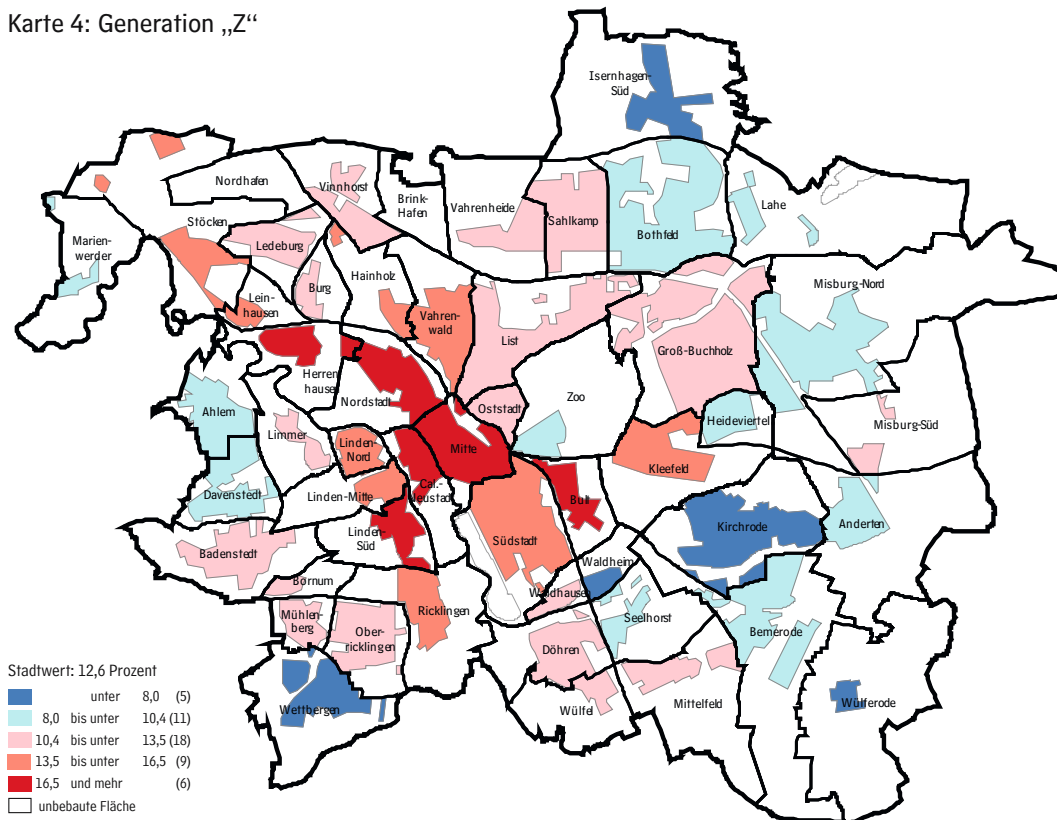 Karte 4: Generation „Z“
Isernhagen-
Süd
Nordhafen
Vinnhorst
Brink-
Hafen
Vahrenheide
Sahlkamp
Bothfeld
Lahe
Stöcken
Marien-
werder
Ledeburg
Hainholz
Burg
Lein-
hausen
Vahren-
wald
List
Groß-Buchholz
Misburg-Nord
Herren
hausen
Nordstadt
Oststadt
Zoo
Heideviertel
Misburg-Süd
Ahlem
Limmer
Linden-
Nord
Mitte
Kleefeld
Davenstedt
Linden-Mitte
Cal.-
Neustadt
Bult
Kirchrode
Anderten
Badenstedt
Linden-
Süd
Südstadt
Waldheim
Bornum
Waldhausen
Mühlen-
berg
Ober-
ricklingen
Ricklingen
Seelhorst
Bemerode
Döhren
Wettbergen
Wülfel
Mittelfeld
Wülferode
Stadtwert: 12,6 Prozent
unter 8,0 (5)
8,0 bis unter 10,4 (11)
10,4 bis unter 13,5 (18)
13,5 bis unter 16,5 (9)
16,5 und mehr (6)
unbebaute Fläche